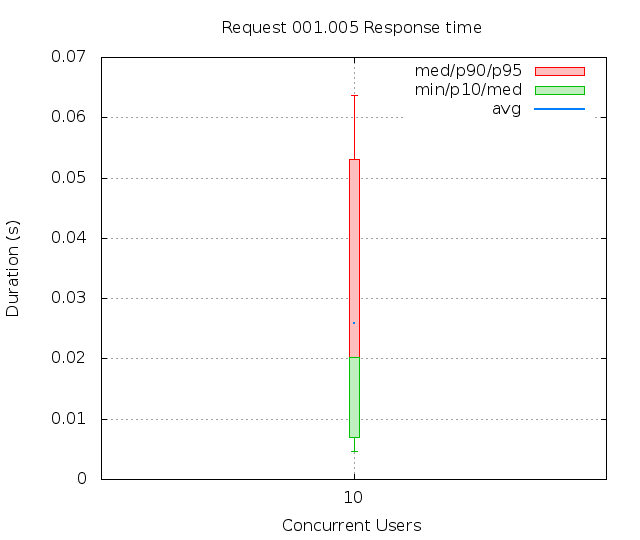 Request 001.005 Response time
0.07
0.06
0.05
0.04
0.03
0.02
0.01
0
Duration (s)
med/p90/p95
min/p10/med
avg
10
Concurrent Users